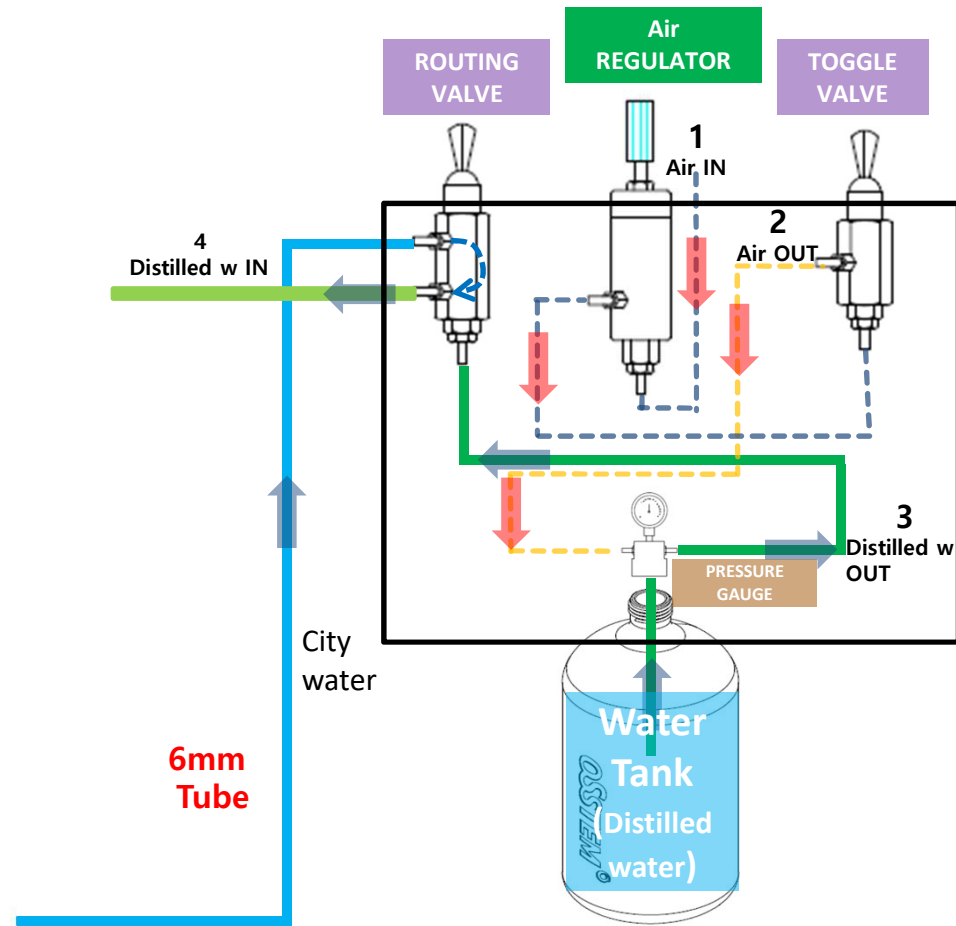 Air
REGULATOR
ROUTING
VALVE
TOGGLE
VALVE
1
Air IN
2
Air OUT
4
Distilled w IN
3
Distilled w
OUT
PRESSURE
GAUGE
City
water
6mm
Tube
Water
Tank
(Distilled
water)
OSSTEM